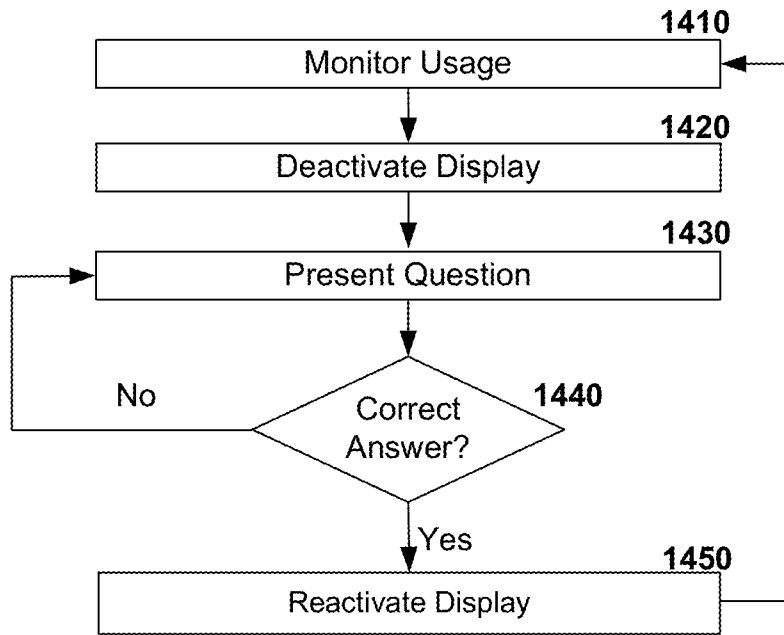 1410
Monitor Usage
1420
Deactivate Display
1430
Present Question
No
1440
Correct
Answer?
Yes
1450
Reactivate Display